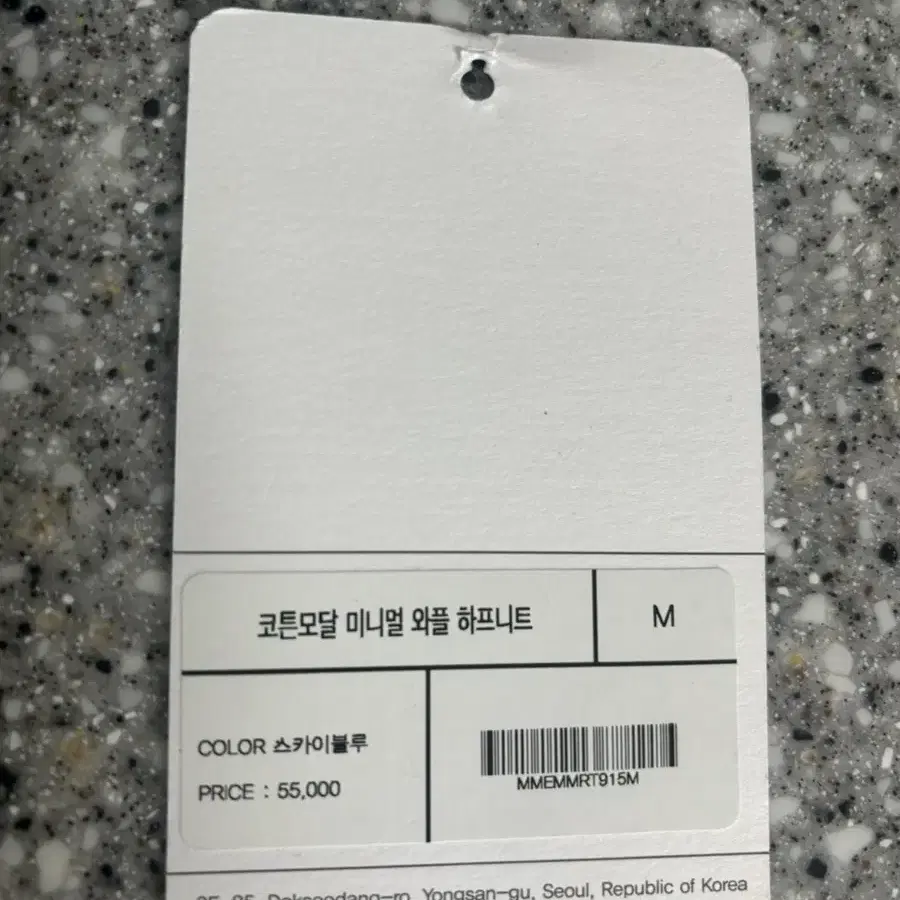 코튼모달 미니멀 와플 하프니트
M
COLOR 스카이블루
PRICE : 55,000
MMEMMRT915M
Yongsan-gu, Seoul, Republic of Korea